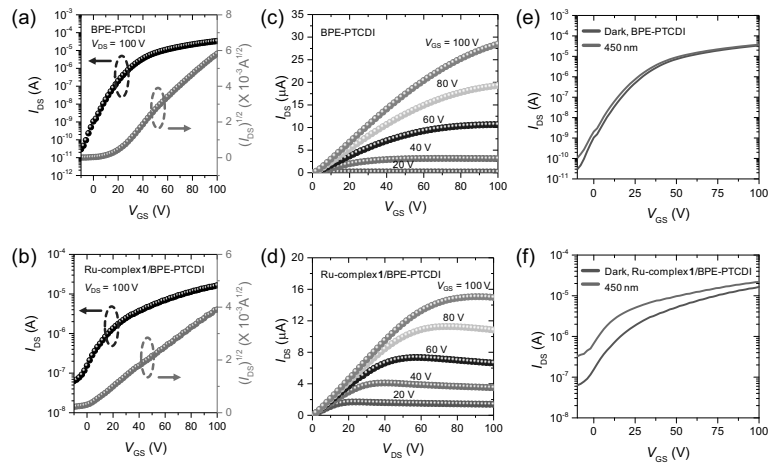 (a)
BPE-PTCDI
V_DS = 100 V
10^-3
10^-4
10^-5
10^-6
10^-7
10^-8
10^-9
10^-10
10^-11
10^-12
I_DS (A)
8
6
4
2
0
(I_DS)^1/2 (X 10^-3 A^1/2)
0 20 40 60 80 100
V_GS (V)
(c)
BPE-PTCDI
V_GS = 100 V
80 V
60 V
40 V
20 V
35
30
25
20
15
10
5
0
I_DS (μA)
0 20 40 60 80 100
V_GS (V)
(e)
Dark, BPE-PTCDI
450 nm
10^-3
10^-4
10^-5
10^-6
10^-7
10^-8
10^-9
10^-10
10^-11
I_DS (A)
0 25 50 75 100
V_GS (V)
(b)
Ru-complex1/BPE-PTCDI
V_DS = 100V
10^-4
10^-5
10^-6
10^-7
10^-8
I_DS (A)
6
4
2
0
(I_DS)^1/2 (X 10^-3 A^1/2)
0 20 40 60 80 100
V_GS (V)
(d)
Ru-complex1/BPE-PTCDI
V_GS = 100 V
80 V
60 V
40 V
20 V
24
20
16
12
8
4
0
I_DS (μA)
0 20 40 60 80 100
V_DS (V)
(f)
Dark, Ru-complex1/BPE-PTCDI
450 nm
10^-4
10^-5
10^-6
10^-7
10^-8
I_DS (A)
0 25 50 75 100
V_GS (V)